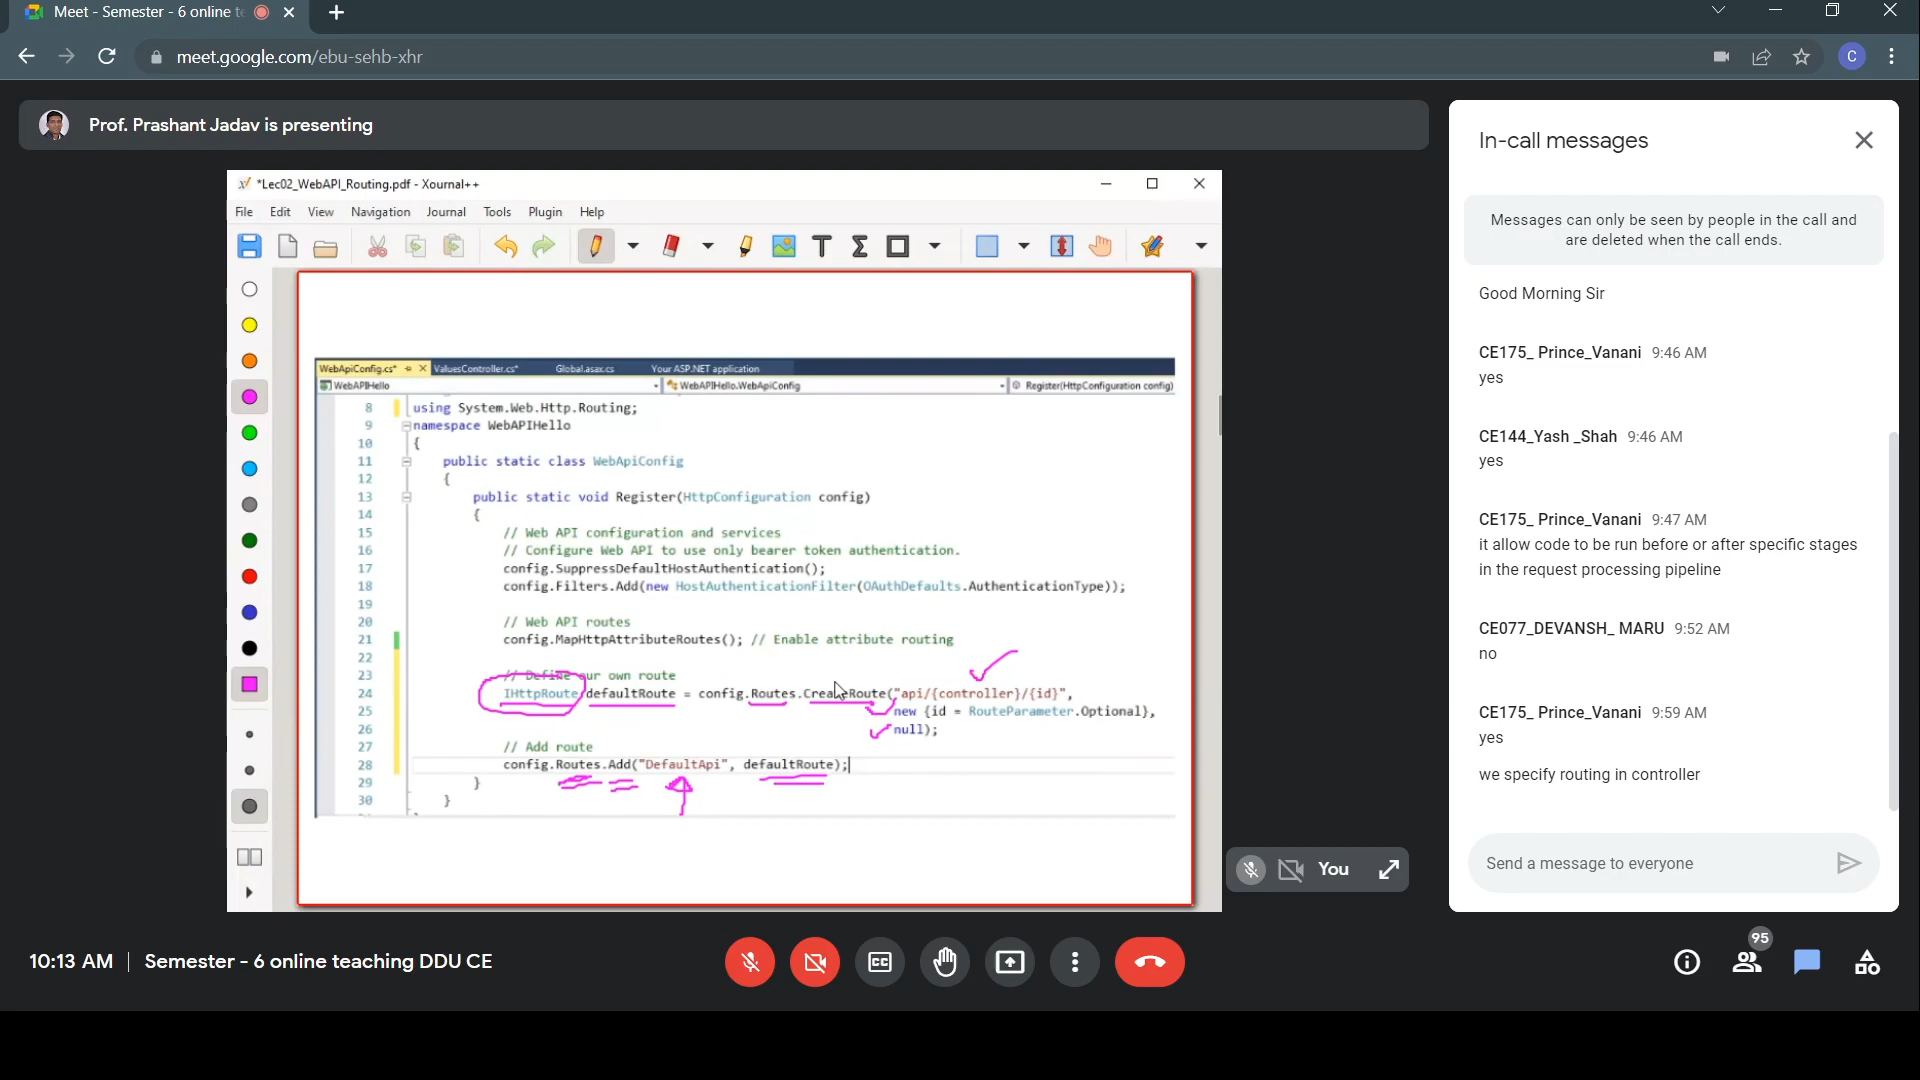 Meet - Semester - 6 online te
meet.google.com/ebu-sehb-xhr
C
Prof. Prashant Jadav is presenting
*Lec02_WebAPI_Routing.pdf - Xournal++
File Edit View Navigation Journal Tools Plugin Help
WebApiConfig.cs* ValuesController.cs* Global.asax.cs Your ASP.NET application
WebAPIHello WebAPIHello.WebApiConfig Register(HttpConfiguration config)
8 using System.Web.Http.Routing;
9 namespace WebAPIHello
10 {
11 public static class WebApiConfig
12 {
13 public static void Register(HttpConfiguration config)
14 {
15 // Web API configuration and services
16 // Configure Web API to use only bearer token authentication.
17 config.SuppressDefaultHostAuthentication();
18 config.Filters.Add(new HostAuthenticationFilter(OAuthDefaults.AuthenticationType));
19
20 // Web API routes
21 config.MapHttpAttributeRoutes(); // Enable attribute routing
22
23 // Define our own route
24 IHttpRoute defaultRoute = config.Routes.CreateRoute("api/{controller}/{id}",
25 new {id = RouteParameter.Optional},
26 null);
27 // Add route
28 config.Routes.Add("DefaultApi", defaultRoute);
29 }
30 }
You
In-call messages
Messages can only be seen by people in the call and
are deleted when the call ends.
Good Morning Sir
CE175_ Prince_Vanani 9:46 AM
yes
CE144_Yash _Shah 9:46 AM
yes
CE175_ Prince_Vanani 9:47 AM
it allow code to be run before or after specific stages
in the request processing pipeline
CE077_DEVANSH_ MARU 9:52 AM
no
CE175_ Prince_Vanani 9:59 AM
yes
we specify routing in controller
Send a message to everyone
10:13 AM | Semester - 6 online teaching DDU CE
95